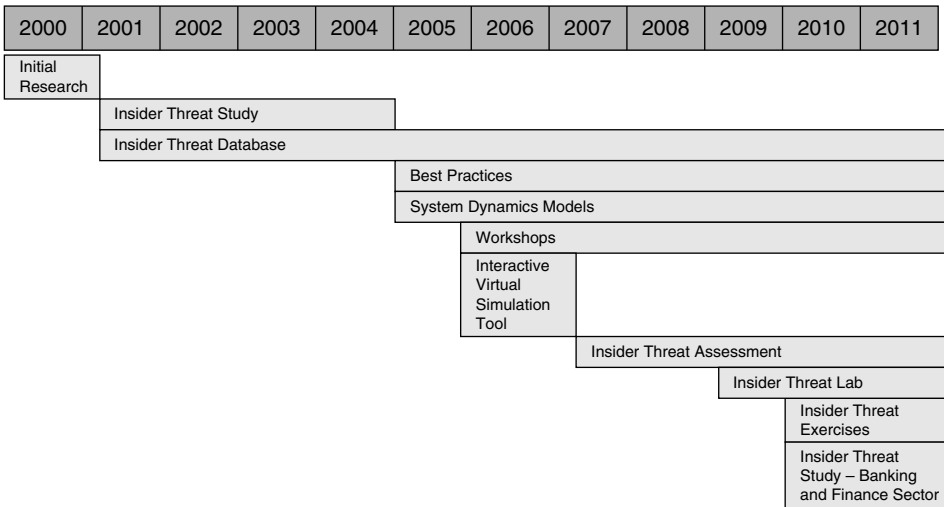 2000 2001 2002 2003 2004 2005 2006 2007 2008 2009 2010 2011
Initial
Research
Insider Threat Study
Insider Threat Database
Best Practices
System Dynamics Models
Workshops
Interactive
Virtual
Simulation
Tool
Insider Threat Assessment
Insider Threat Lab
Insider Threat
Exercises
Insider Threat
Study – Banking
and Finance Sector